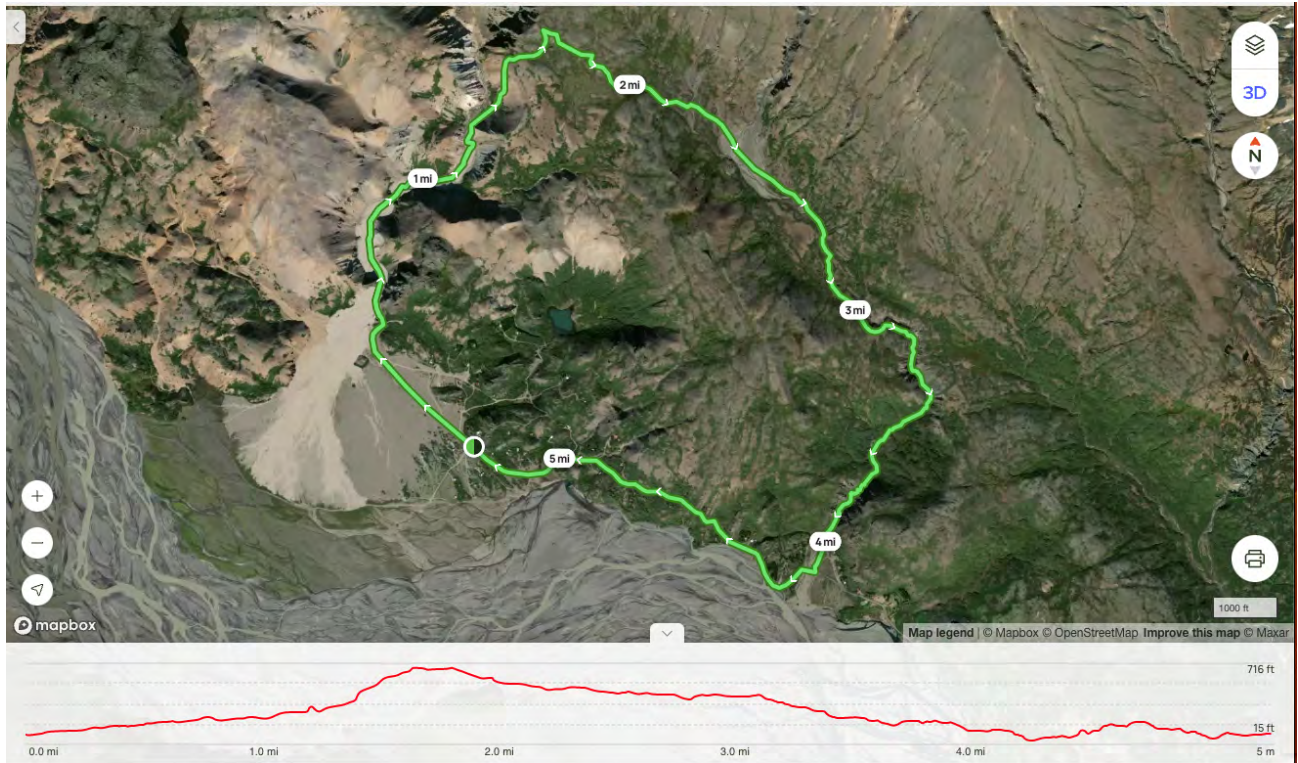 2 mi
3D
N
1 mi
3 mi
5 mi
4 mi
1000 ft
mapbox
Map legend | © Mapbox © OpenStreetMap Improve this map © Maxar
716 ft
15 ft
0.0 mi 1.0 mi 2.0 mi 3.0 mi 4.0 mi 5 m